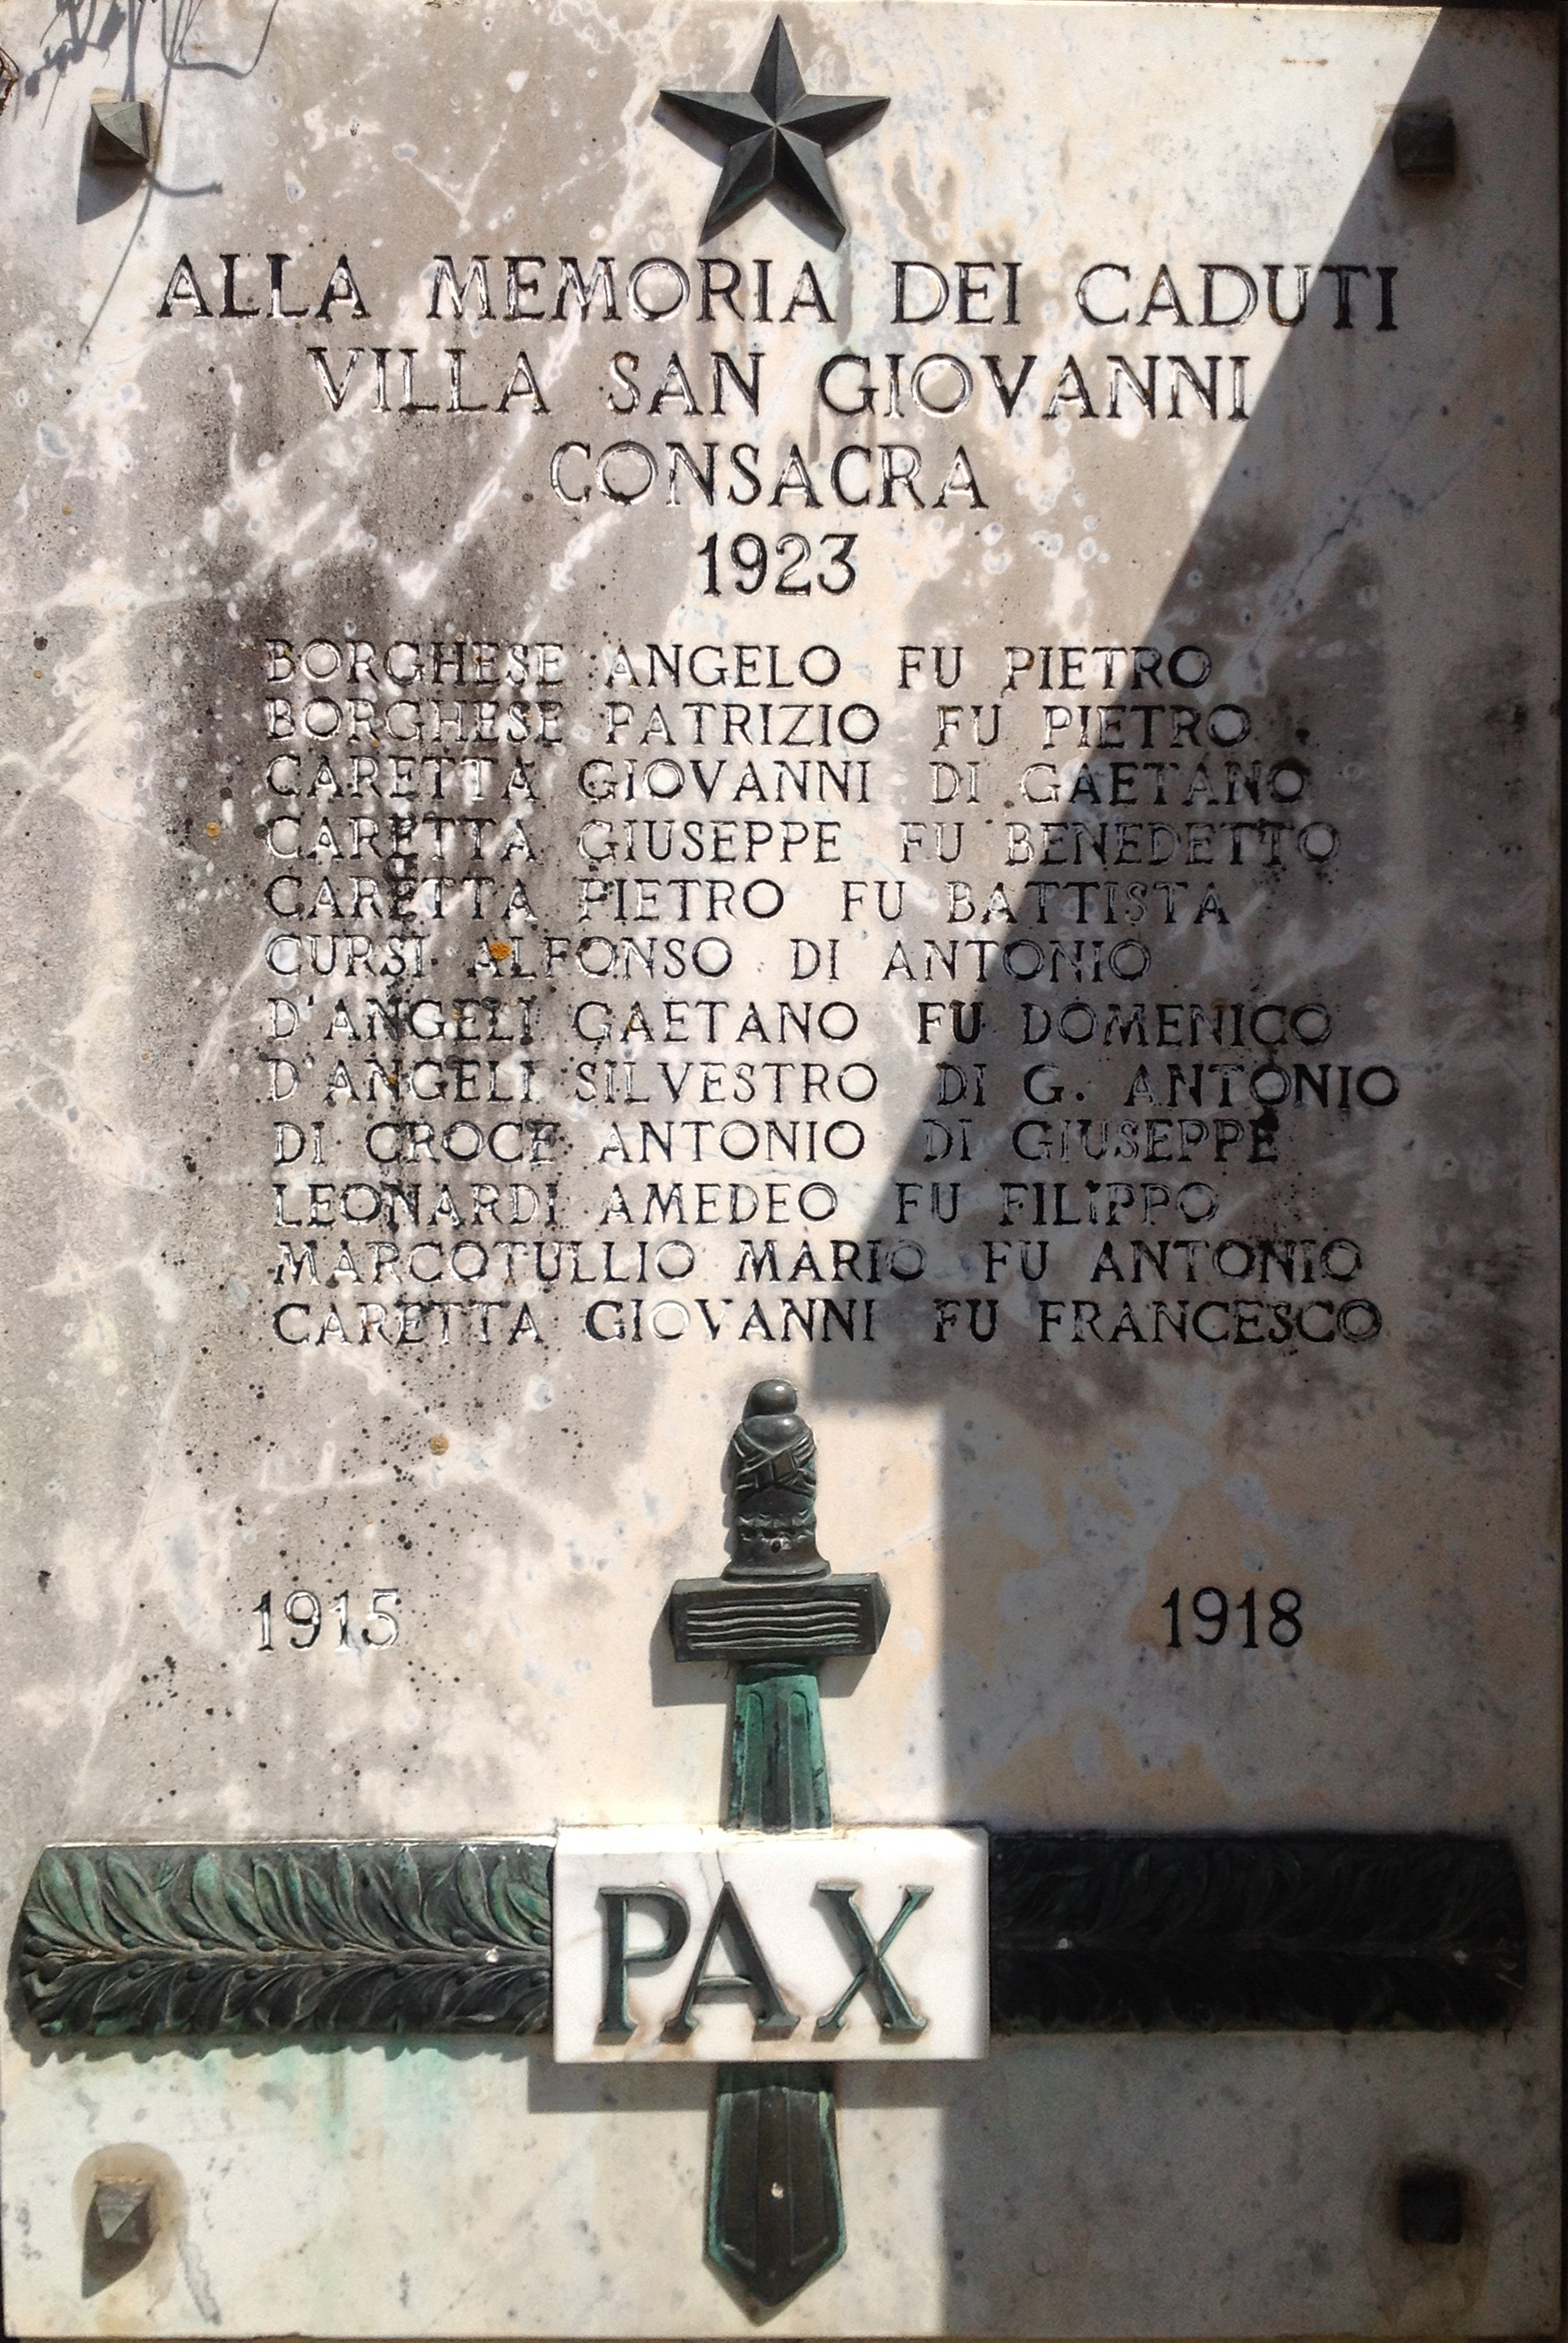 ALLA MEMORIA DEI CADUTI
VILLA SAN GIOVANNI
CONSACRA
1923
BORGHESE ANGELO FU PIETRO
BORGHESE PATRIZIO FU PIETRO
CARETTA GIOVANNI DI GAETANO
CARETTA GIUSEPPE FU BENEDETTO
CARETTA PIETRO FU BATTISTA
CURSI ALFONSO DI ANTONIO
D'ANGELI GAETANO FU DOMENICO
D'ANGELI SILVESTRO DI G. ANTONIO
DI CROCE ANTONIO DI GIUSEPPE
LEONARDI AMEDEO FU FILIPPO
MARCOTULLIO MARIO FU ANTONIO
CARETTA GIOVANNI FU FRANCESCO
1915 1918
PAX